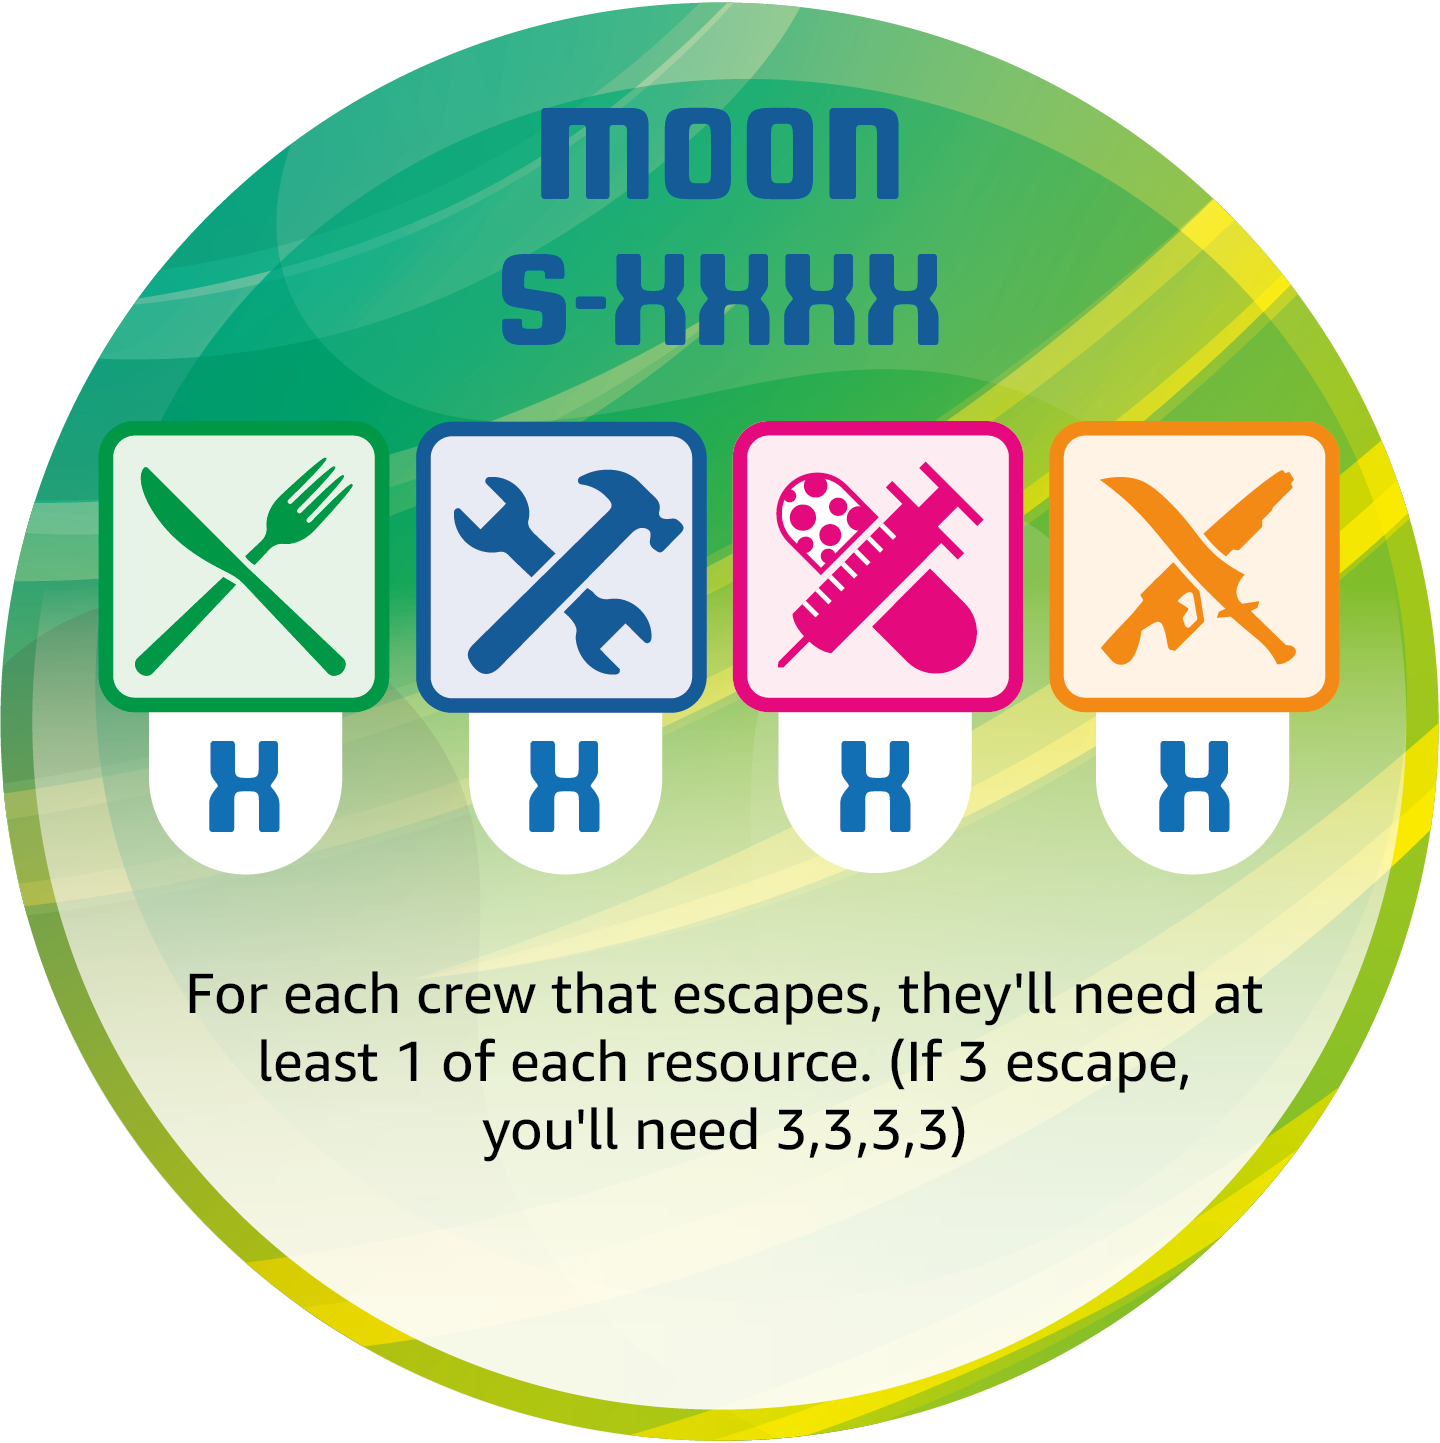 MOON
S-XXXX
X X X X
For each crew that escapes, they'll need at
least 1 of each resource. (If 3 escape,
you'll need 3,3,3,3)